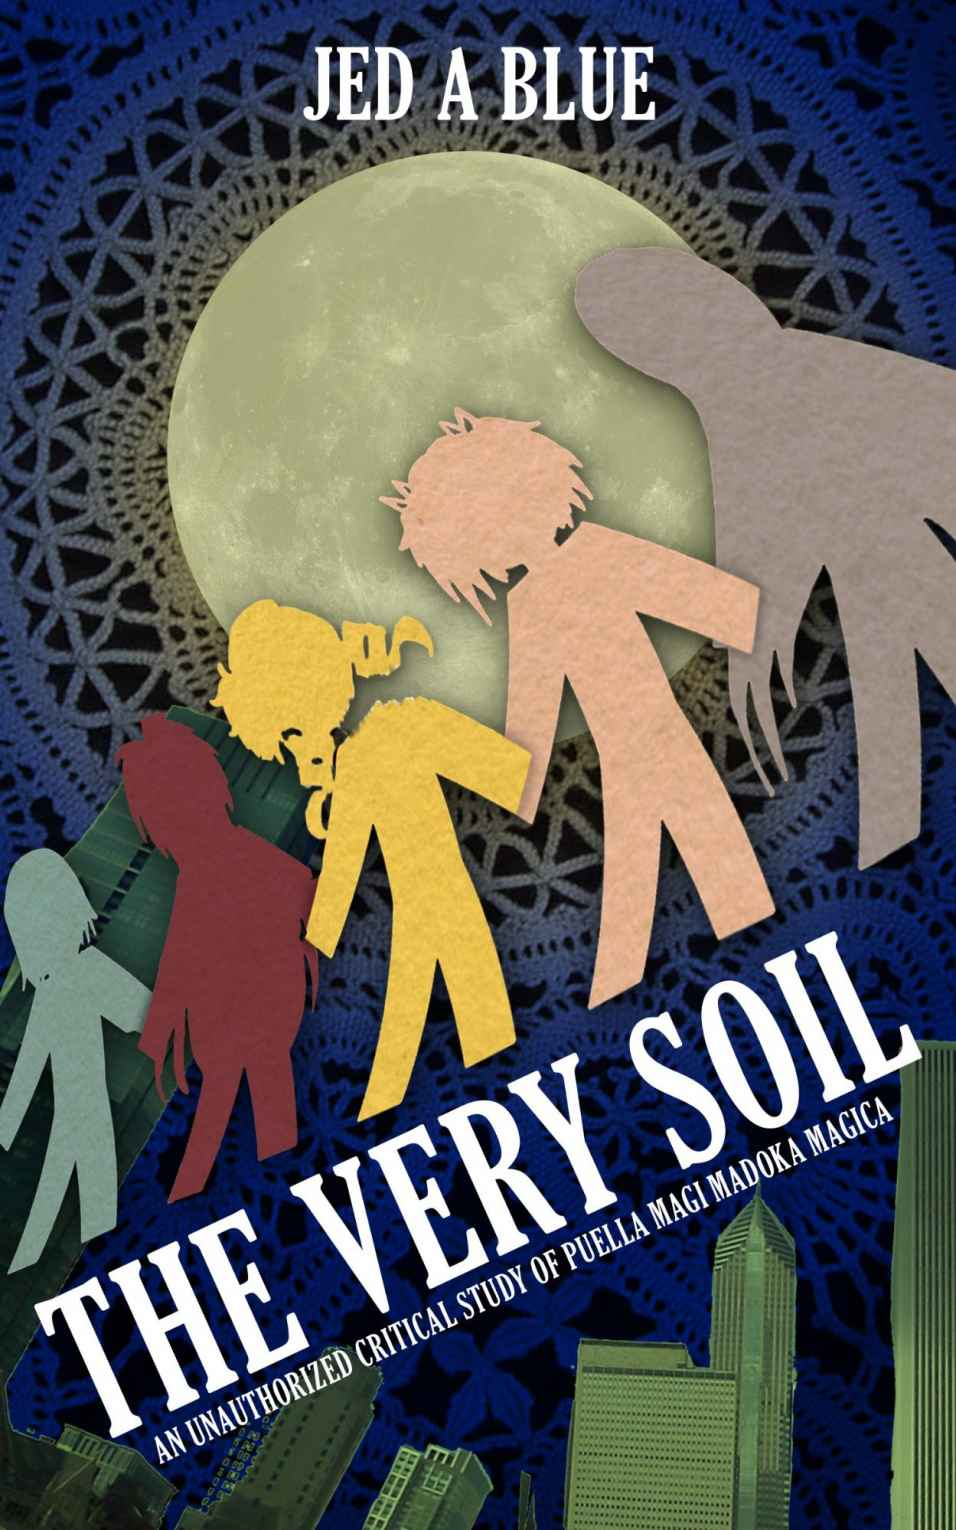 JED A BLUE
THE VERY SOIL
AN UNAUTHORIZED CRITICAL STUDY OF PUELLA MAGI MADOKA MAGICA